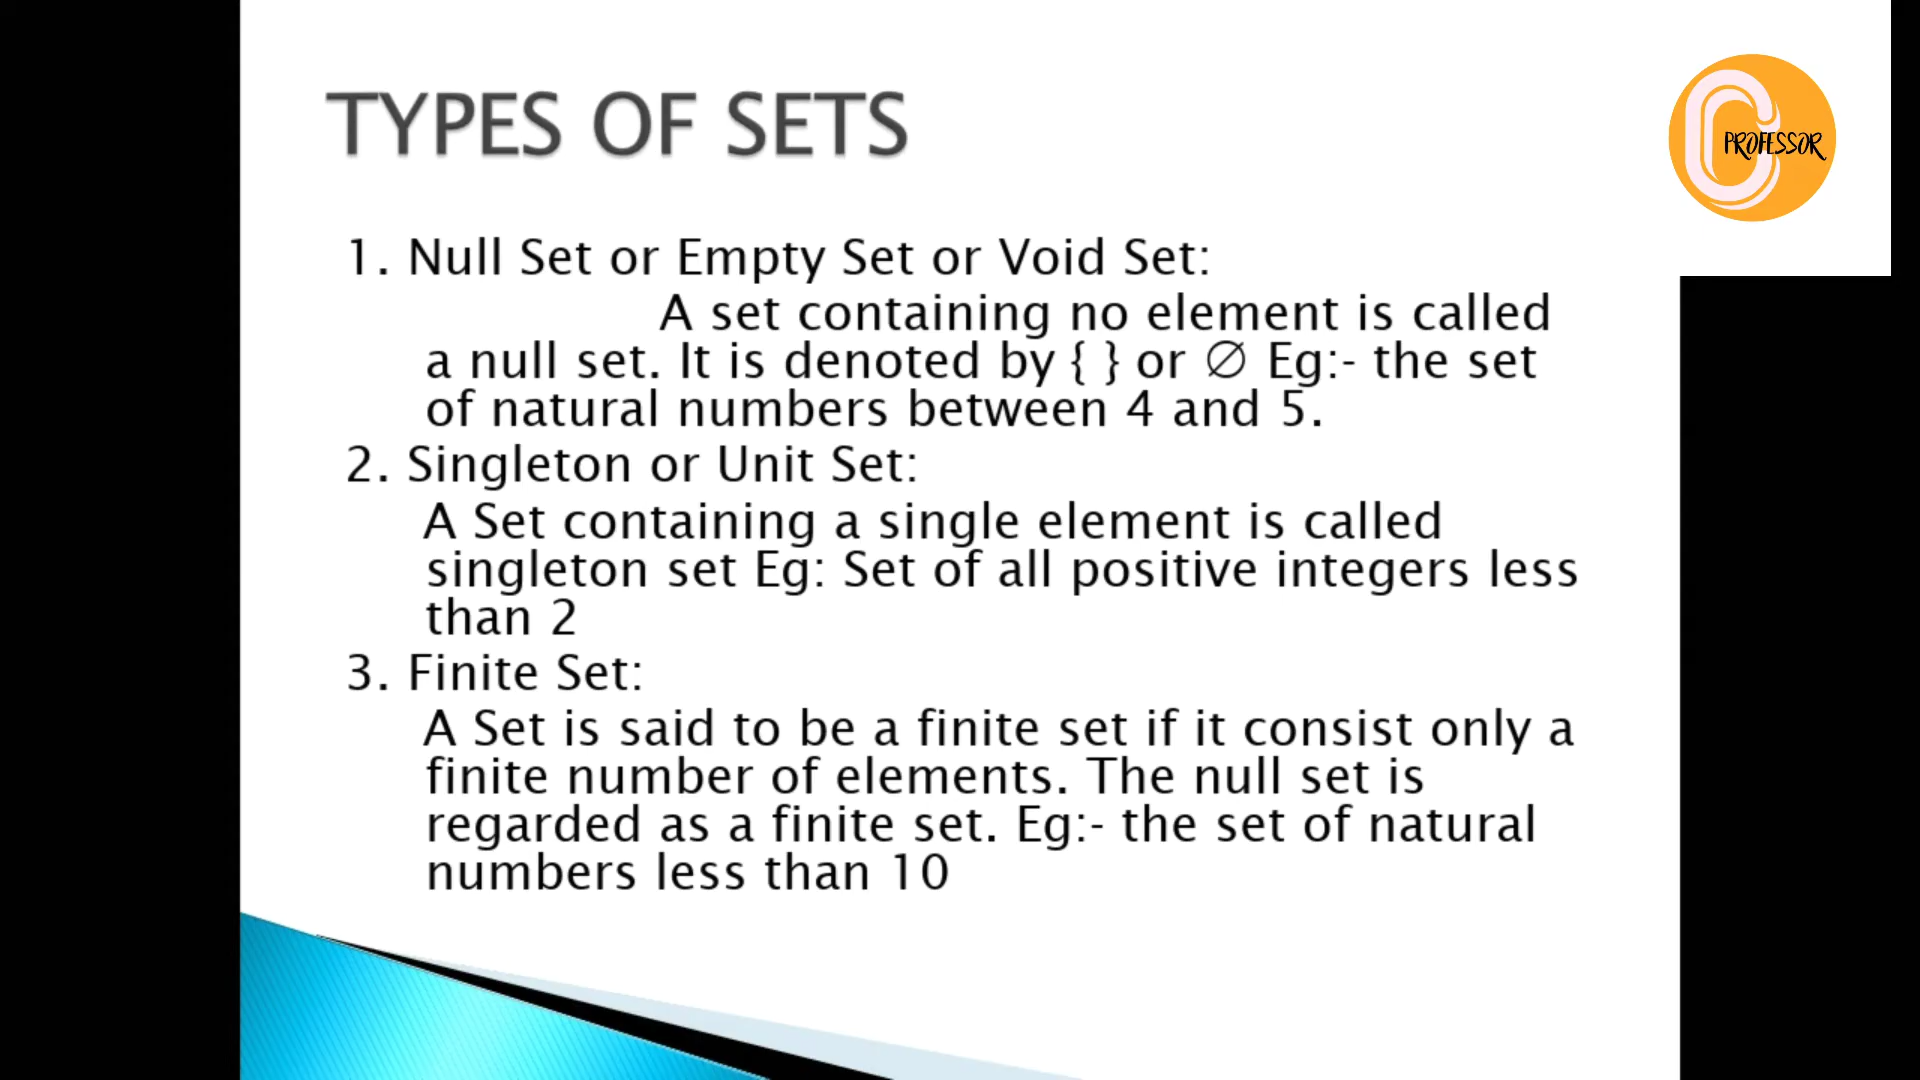 TYPES OF SETS
PROFESSOR
1. Null Set or Empty Set or Void Set:
A set containing no element is called
a null set. It is denoted by { } or ∅ Eg:- the set
of natural numbers between 4 and 5.
2. Singleton or Unit Set:
A Set containing a single element is called
singleton set Eg: Set of all positive integers less
than 2
3. Finite Set:
A Set is said to be a finite set if it consist only a
finite number of elements. The null set is
regarded as a finite set. Eg:- the set of natural
numbers less than 10